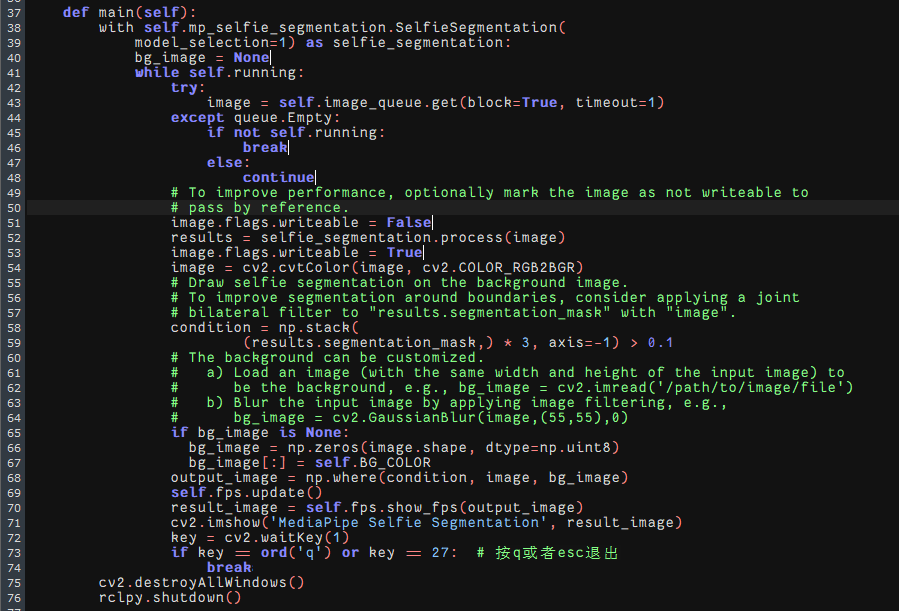 37 def main(self):
38 with self.mp_selfie_segmentation.SelfieSegmentation(
39 model_selection=1) as selfie_segmentation:
40 bg_image = None
41 while self.running:
42 try:
43 image = self.image_queue.get(block=True, timeout=1)
44 except queue.Empty:
45 if not self.running:
46 break
47 else:
48 continue
49 # To improve performance, optionally mark the image as not writeable to
50 # pass by reference.
51 image.flags.writeable = False
52 results = selfie_segmentation.process(image)
53 image.flags.writeable = True
54 image = cv2.cvtColor(image, cv2.COLOR_RGB2BGR)
55 # Draw selfie segmentation on the background image.
56 # To improve segmentation around boundaries, consider applying a joint
57 # bilateral filter to "results.segmentation_mask" with "image".
58 condition = np.stack(
59 (results.segmentation_mask,) * 3, axis=-1) > 0.1
60 # The background can be customized.
61 # a) Load an image (with the same width and height of the input image) to
62 # be the background, e.g., bg_image = cv2.imread('/path/to/image/file')
63 # b) Blur the input image by applying image filtering, e.g.,
64 # bg_image = cv2.GaussianBlur(image,(55,55),0)
65 if bg_image is None:
66 bg_image = np.zeros(image.shape, dtype=np.uint8)
67 bg_image[:] = self.BG_COLOR
68 output_image = np.where(condition, image, bg_image)
69 self.fps.update()
70 result_image = self.fps.show_fps(output_image)
71 cv2.imshow('MediaPipe Selfie Segmentation', result_image)
72 key = cv2.waitKey(1)
73 if key == ord('q') or key == 27: # 按q或者esc退出
74 break
75 cv2.destroyAllWindows()
76 rclpy.shutdown()